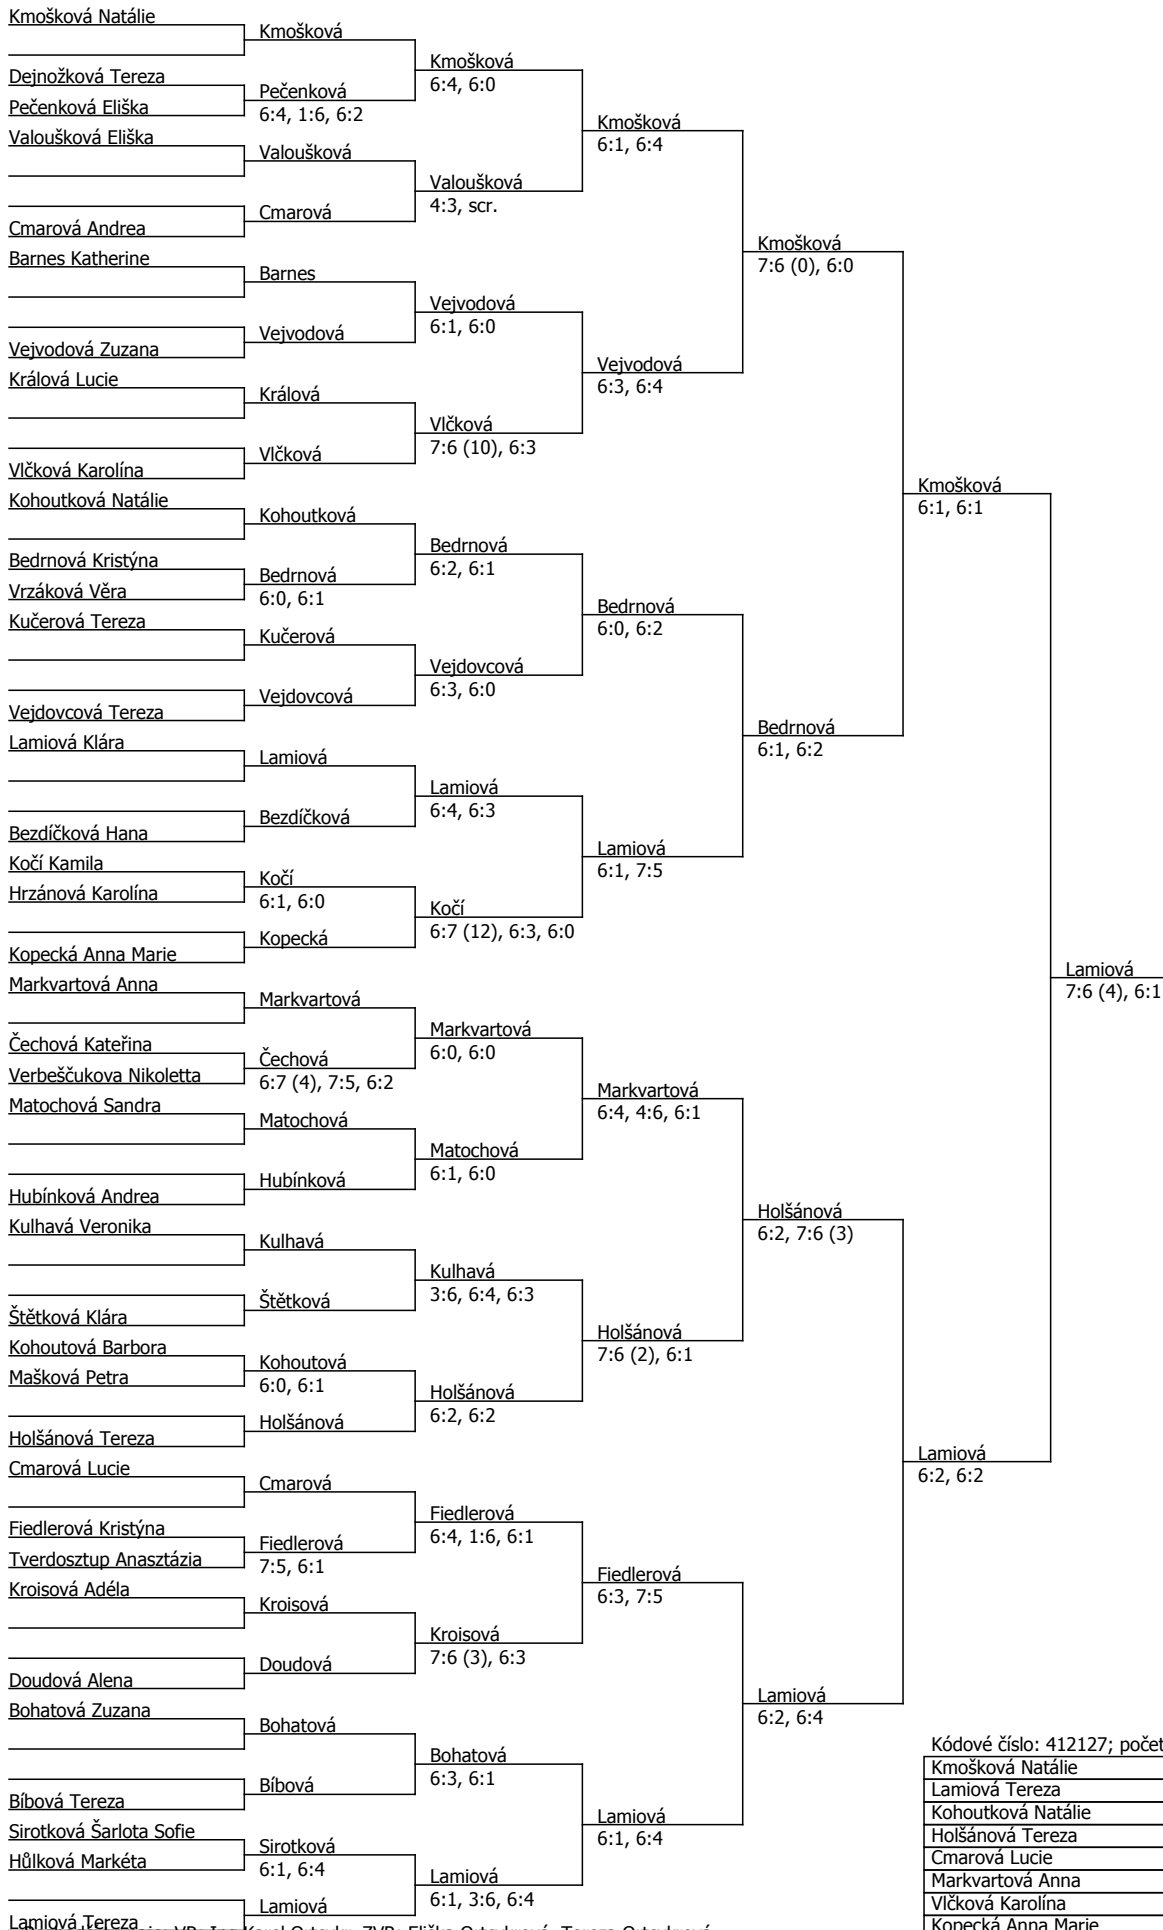 Kmošková Natálie
Dejnožková Tereza
Pečenková Eliška
Valoušková Eliška
Cmarová Andrea
Barnes Katherine
Vejvodová Zuzana
Králová Lucie
Vlčková Karolína
Kohoutková Natálie
Bedrnová Kristýna
Vrzáková Věra
Kučerová Tereza
Vejdovcová Tereza
Lamiová Klára
Bezdíčková Hana
Kočí Kamila
Hrzánová Karolína
Kopecká Anna Marie
Markvartová Anna
Čechová Kateřina
Verbeščukova Nikoletta
Matochová Sandra
Hubínková Andrea
Kulhavá Veronika
Štětková Klára
Kohoutová Barbora
Mašková Petra
Holšánová Tereza
Cmarová Lucie
Fiedlerová Kristýna
Tverdosztup Anasztázia
Kroisová Adéla
Doudová Alena
Bohatová Zuzana
Bíbová Tereza
Sirotková Šarlota Sofie
Hůlková Markéta
Lamiová Tereza
Kmošková
Pečenková
6:4, 1:6, 6:2
Valoušková
Cmarová
Barnes
Vejvodová
Králová
Vlčková
Kohoutková
Bedrnová
6:0, 6:1
Kučerová
Vejdovcová
Lamiová
Bezdíčková
Kočí
6:1, 6:0
Kopecká
Markvartová
Čechová
6:7 (4), 7:5, 6:2
Matochová
Hubínková
Kulhavá
Štětková
Kohoutová
6:0, 6:1
Holšánová
Cmarová
Fiedlerová
7:5, 6:1
Kroisová
Doudová
Bohatová
Bíbová
Sirotková
6:1, 6:4
Lamiová
Kmošková
6:4, 6:0
Valoušková
4:3, scr.
Vejvodová
6:1, 6:0
Vlčková
7:6 (10), 6:3
Bedrnová
6:2, 6:1
Vejdovcová
6:3, 6:0
Lamiová
6:4, 6:3
Kočí
6:7 (12), 6:3, 6:0
Markvartová
6:0, 6:0
Matochová
6:1, 6:0
Kulhavá
3:6, 6:4, 6:3
Holšánová
6:2, 6:2
Fiedlerová
6:4, 1:6, 6:1
Kroisová
7:6 (3), 6:3
Bohatová
6:3, 6:1
Lamiová
6:1, 3:6, 6:4
Kmošková
6:1, 6:4
Vejvodová
6:3, 6:4
Bedrnová
6:0, 6:2
Lamiová
6:1, 7:5
Markvartová
6:4, 4:6, 6:1
Holšánová
7:6 (2), 6:1
Fiedlerová
6:3, 7:5
Lamiová
6:1, 6:4
Kmošková
7:6 (0), 6:0
Bedrnová
6:1, 6:2
Holšánová
6:2, 7:6 (3)
Lamiová
6:2, 6:4
Kmošková
6:1, 6:1
Lamiová
6:2, 6:2
Lamiová
7:6 (4), 6:1
Kódové číslo: 412127; počet
Kmošková Natálie
Lamiová Tereza
Kohoutková Natálie
Holšánová Tereza
Cmarová Lucie
Markvartová Anna
Vlčková Karolína
Kopecká Anna Marie